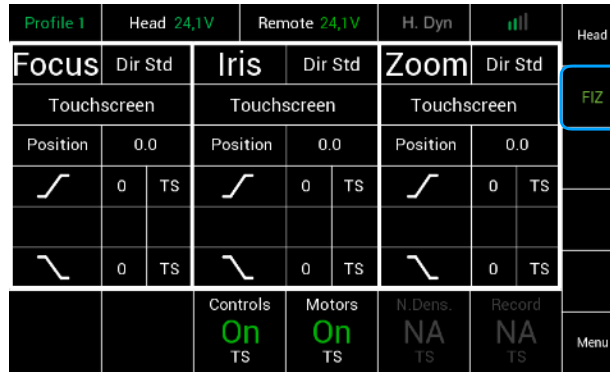 Profile 1 Head 24,1V Remote 24,1V H. Dyn Head
Focus Dir Std Iris Dir Std Zoom Dir Std
Touchscreen Touchscreen Touchscreen FIZ
Position 0.0 Position 0.0 Position 0.0
0 TS 0 TS 0 TS
0 TS 0 TS 0 TS
Controls Motors N.Dens. Record
On On NA NA Menu
TS TS TS TS